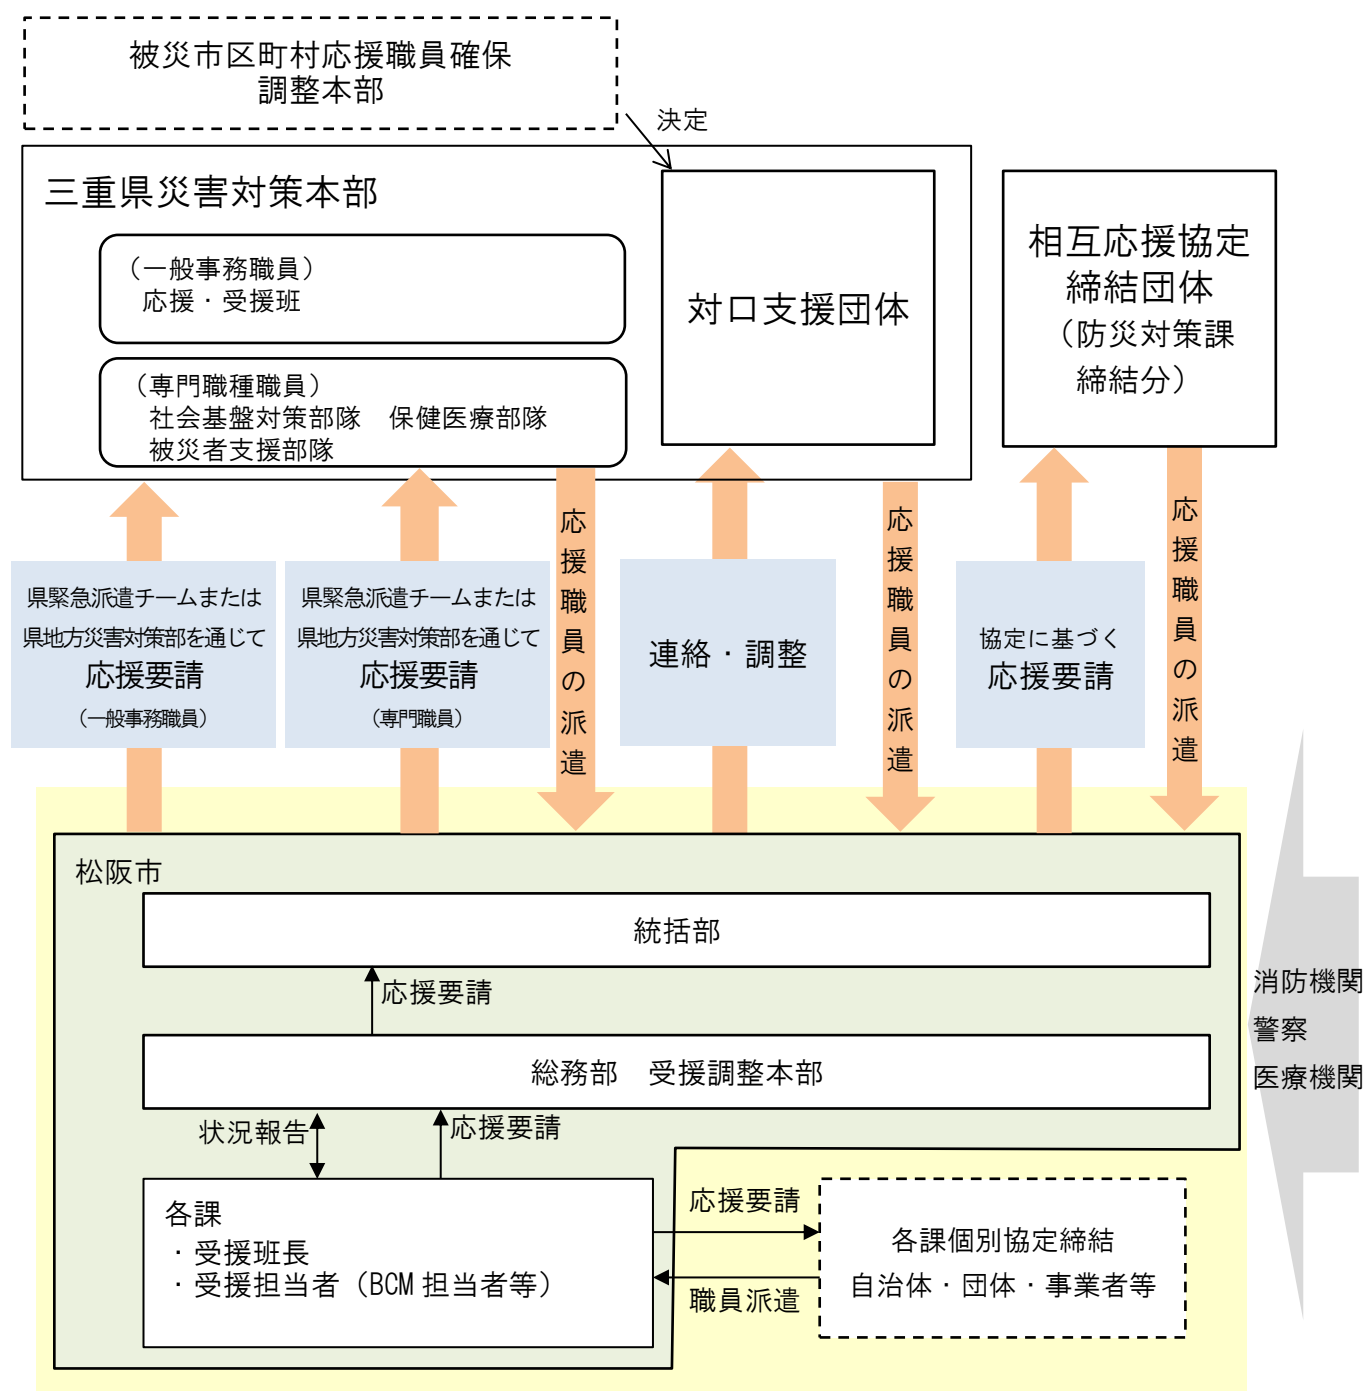 被災市区町村応援職員確保
調整本部
決定
三重県災害対策本部
（一般事務職員）
応援・受援班
（専門職種職員）
社会基盤対策部隊　保健医療部隊
被災者支援部隊
対口支援団体
相互応援協定
締結団体
（防災対策課
締結分）
県緊急派遣チームまたは
県地方災害対策部を通じて
応援要請
（一般事務職員）
県緊急派遣チームまたは
県地方災害対策部を通じて
応援要請
（専門職員）
応援職員の派遣
連絡・調整
応援職員の派遣
協定に基づく
応援要請
応援職員の派遣
松阪市
統括部
応援要請
総務部　受援調整本部
状況報告
応援要請
各課
・受援班長
・受援担当者（BCM担当者等）
応援要請
職員派遣
各課個別協定締結
自治体・団体・事業者等
消防機関
警察
医療機関